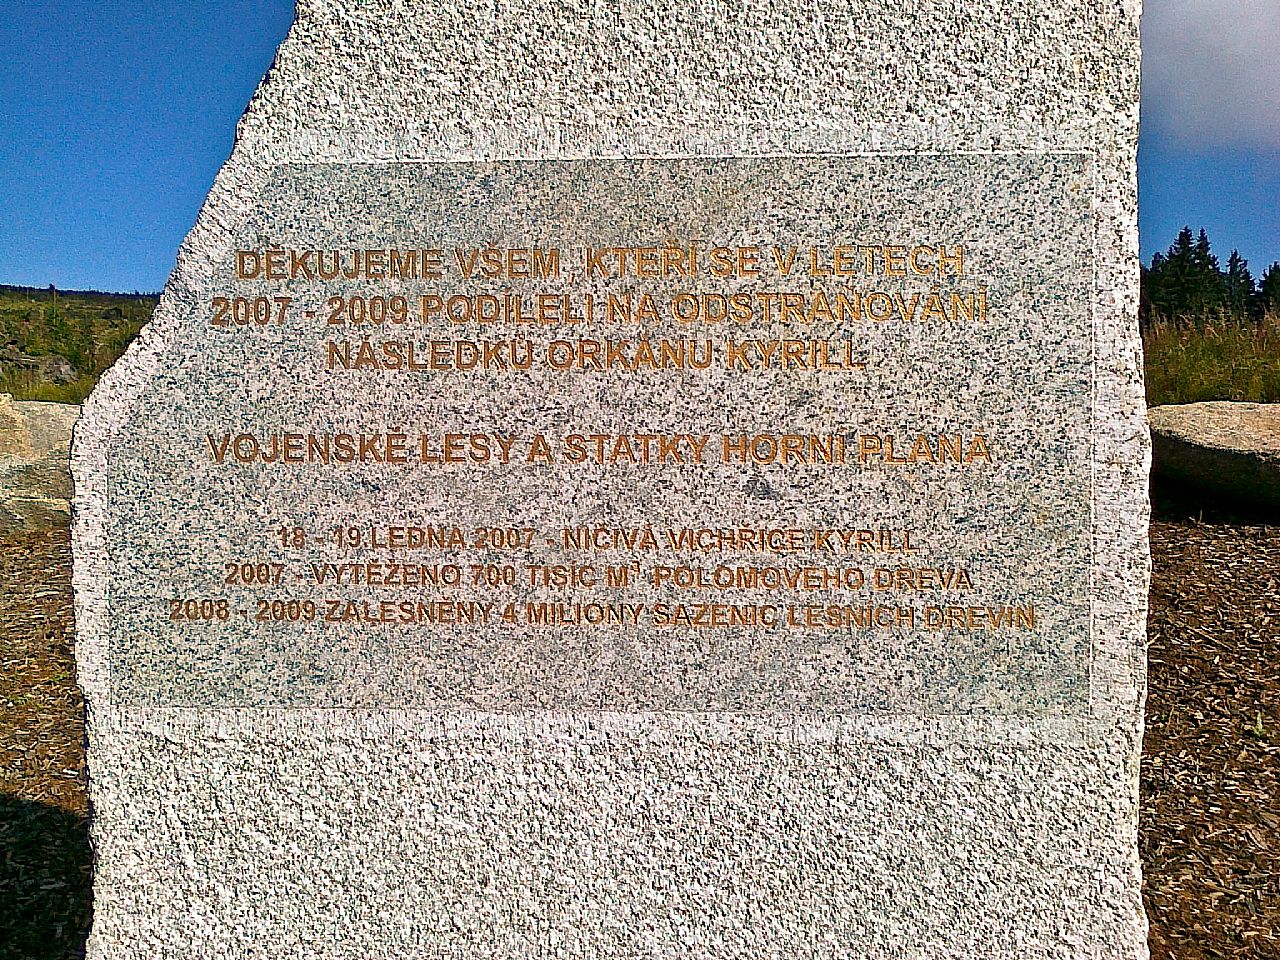 DĚKUJEME VŠEM, KTEŘÍ SE V LETECH
2007 - 2009 PODÍLELI NA ODSTRAŇOVÁNÍ
NÁSLEDKŮ ORKÁNU KYRILL
VOJENSKÉ LESY A STATKY HORNÍ PLANÁ
18 - 19 LEDNA 2007 - NIČIVÁ VICHŘICE KYRILL
2007 - VYTĚŽENO 700 TISÍC M³ POLOMOVÉHO DŘEVA
2008 - 2009 ZALESNĚNY 4 MILIONY SAZENIC LESNÍCH DŘEVIN